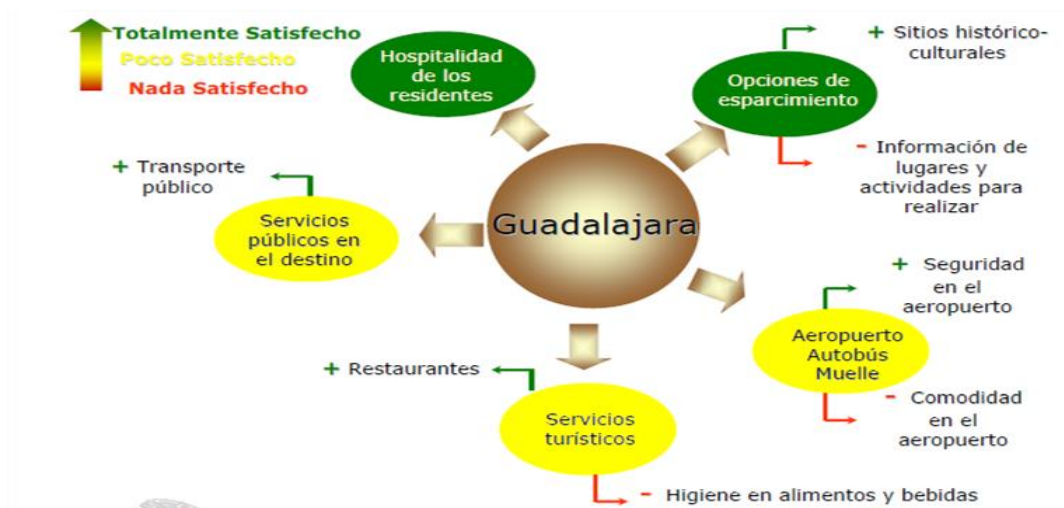 Totalmente Satisfecho
Poco Satisfecho
Nada Satisfecho
Hospitalidad
de los
residentes
Opciones de
esparcimiento
+ Sitios histórico-
culturales
- Información de
lugares y
actividades para
realizar
+ Transporte
público
Servicios
públicos en
el destino
Guadalajara
+ Seguridad
en el
aeropuerto
Aeropuerto
Autobús
Muelle
- Comodidad
en el
aeropuerto
+ Restaurantes
Servicios
turísticos
- Higiene en alimentos y bebidas